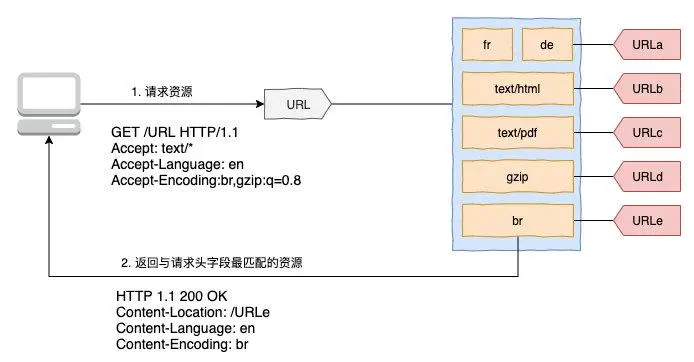 fr
de
URLa
1. 请求资源
URL
text/html
URLb
GET /URL HTTP/1.1
Accept: text/*
Accept-Language: en
Accept-Encoding:br,gzip:q=0.8
text/pdf
URLc
gzip
URLd
br
URLe
2. 返回与请求头字段最匹配的资源
HTTP 1.1 200 OK
Content-Location: /URLe
Content-Language: en
Content-Encoding: br